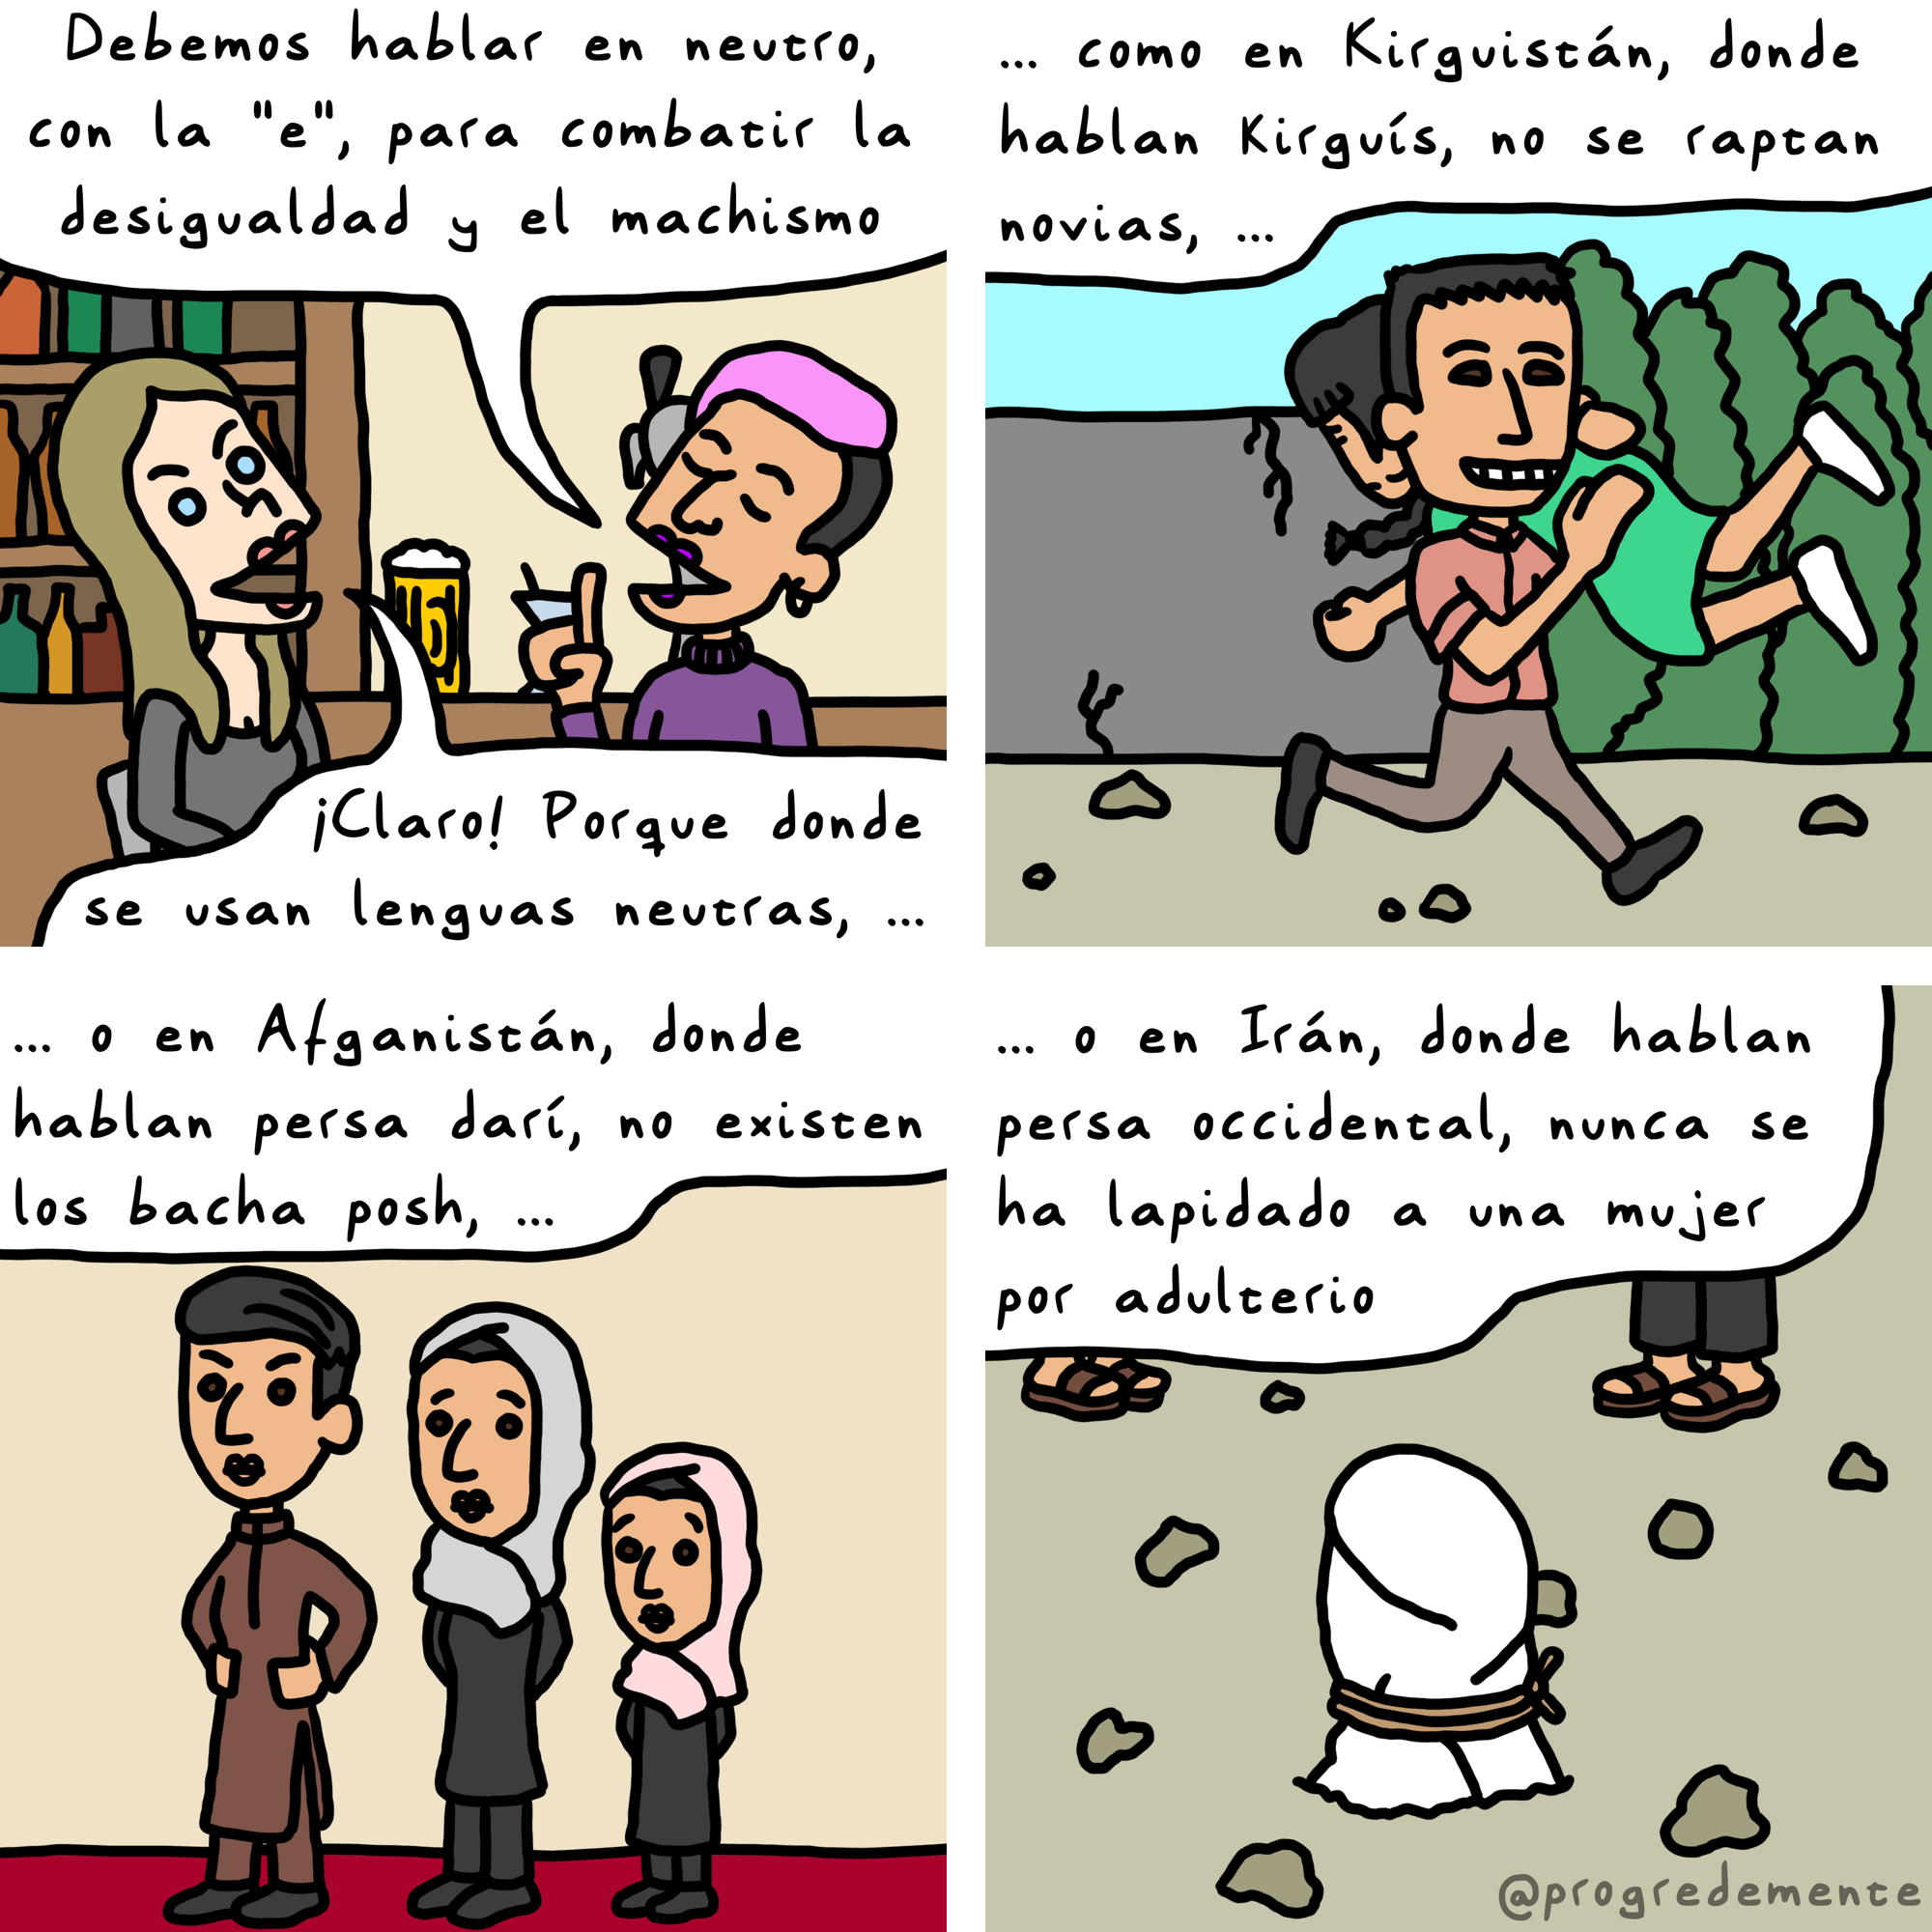 Debemos hablar en neutro,
con la "e", para combatir la
desigualdad y el machismo
¡Claro! Porque donde
se usan lenguas neutras, ...
... como en Kirguistán, donde
hablan Kirguís, no se raptan
novias, ...
... o en Afganistán, donde
hablan persa darí, no existen
los bacha posh, ...
... o en Irán, donde hablan
persa occidental, nunca se
ha lapidado a una mujer
por adulterio
@progredemente